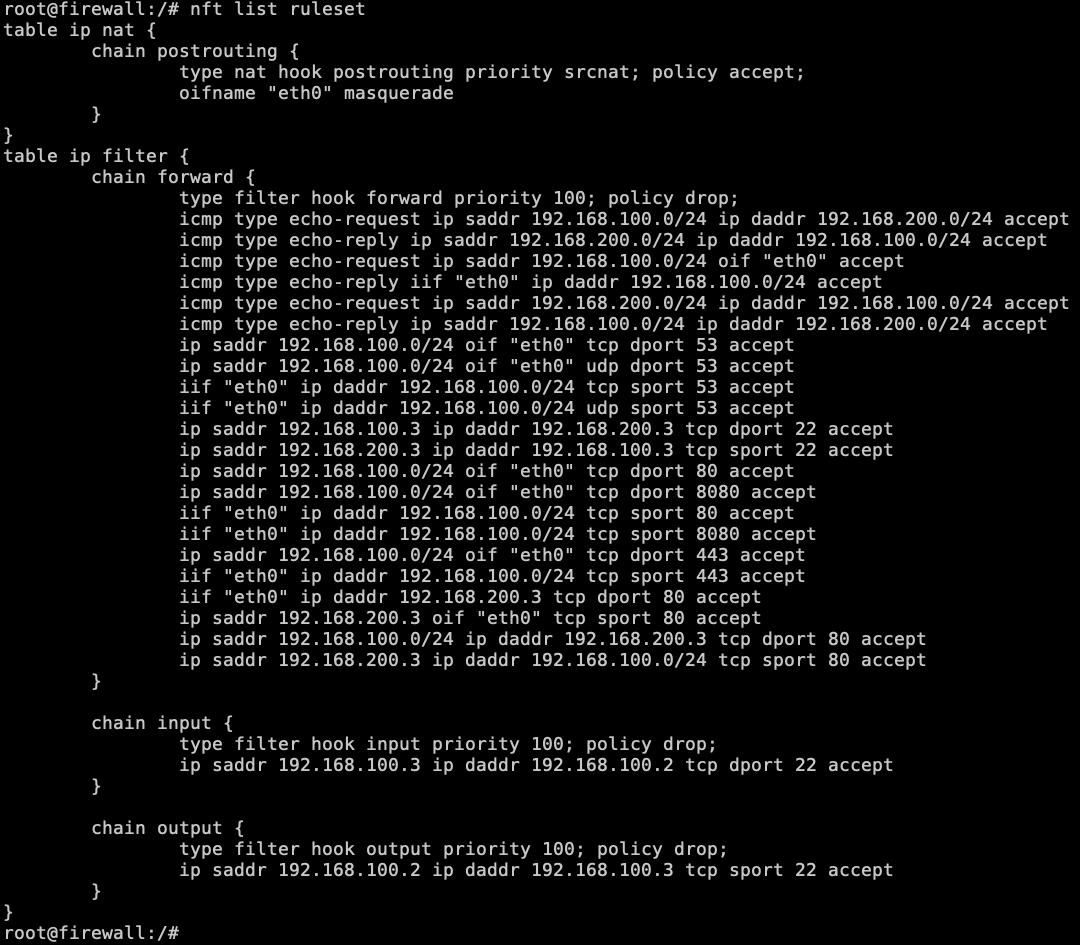 root@firewall:/# nft list ruleset
table ip nat {
        chain postrouting {
                type nat hook postrouting priority srcnat; policy accept;
                oifname "eth0" masquerade
        }
}
table ip filter {
        chain forward {
                type filter hook forward priority 100; policy drop;
                icmp type echo-request ip saddr 192.168.100.0/24 ip daddr 192.168.200.0/24 accept
                icmp type echo-reply ip saddr 192.168.200.0/24 ip daddr 192.168.100.0/24 accept
                icmp type echo-request ip saddr 192.168.100.0/24 oif "eth0" accept
                icmp type echo-reply iif "eth0" ip daddr 192.168.100.0/24 accept
                icmp type echo-request ip saddr 192.168.200.0/24 ip daddr 192.168.100.0/24 accept
                icmp type echo-reply ip saddr 192.168.100.0/24 ip daddr 192.168.200.0/24 accept
                ip saddr 192.168.100.0/24 oif "eth0" tcp dport 53 accept
                ip saddr 192.168.100.0/24 oif "eth0" udp dport 53 accept
                iif "eth0" ip daddr 192.168.100.0/24 tcp sport 53 accept
                iif "eth0" ip daddr 192.168.100.0/24 udp sport 53 accept
                ip saddr 192.168.100.3 ip daddr 192.168.200.3 tcp dport 22 accept
                ip saddr 192.168.200.3 ip daddr 192.168.100.3 tcp sport 22 accept
                ip saddr 192.168.100.0/24 oif "eth0" tcp dport 80 accept
                ip saddr 192.168.100.0/24 oif "eth0" tcp dport 8080 accept
                iif "eth0" ip daddr 192.168.100.0/24 tcp sport 80 accept
                iif "eth0" ip daddr 192.168.100.0/24 tcp sport 8080 accept
                ip saddr 192.168.100.0/24 oif "eth0" tcp dport 443 accept
                iif "eth0" ip daddr 192.168.100.0/24 tcp sport 443 accept
                iif "eth0" ip daddr 192.168.200.3 tcp dport 80 accept
                ip saddr 192.168.200.3 oif "eth0" tcp sport 80 accept
                ip saddr 192.168.100.0/24 ip daddr 192.168.200.3 tcp dport 80 accept
                ip saddr 192.168.200.3 ip daddr 192.168.100.0/24 tcp sport 80 accept
        }

        chain input {
                type filter hook input priority 100; policy drop;
                ip saddr 192.168.100.3 ip daddr 192.168.100.2 tcp dport 22 accept
        }

        chain output {
                type filter hook output priority 100; policy drop;
                ip saddr 192.168.100.2 ip daddr 192.168.100.3 tcp sport 22 accept
        }
}
root@firewall:/#